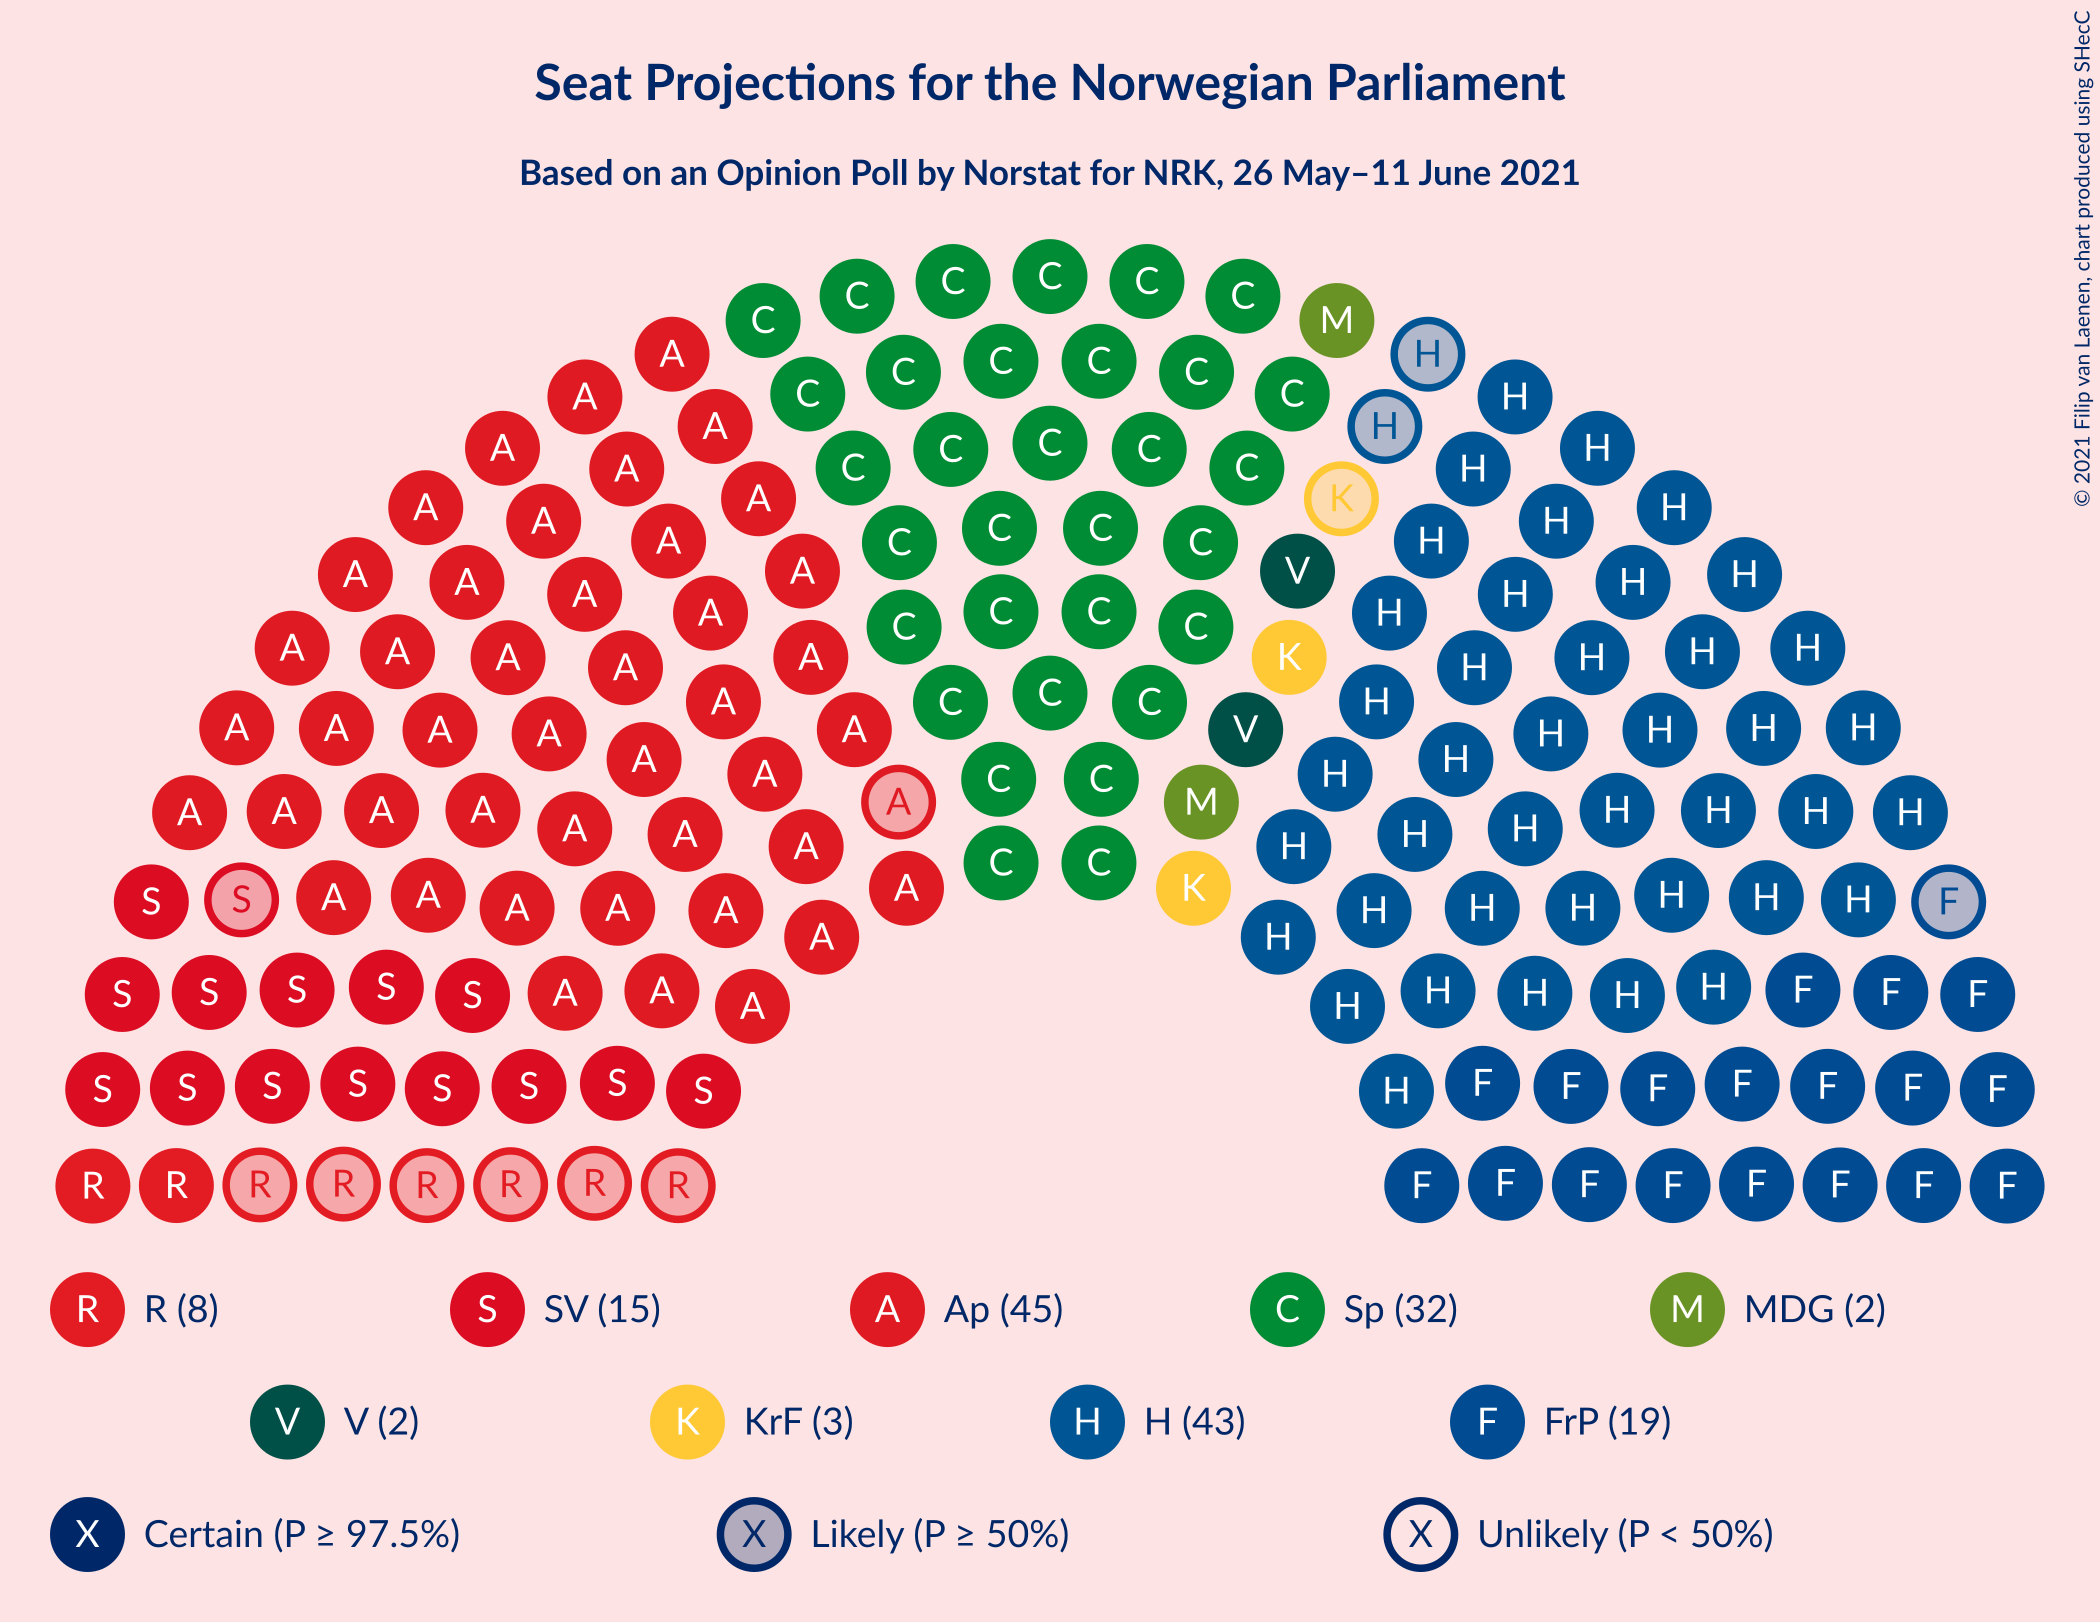 Seat Projections for the Norwegian Parliament
Based on an Opinion Poll by Norstat for NRK, 26 May–11 June 2021
© 2021 Filip van Laenen, chart produced using SHecC
C C C C C C M
A A C C C C C C H H
A A A C C C C C H H H
A A A A C C C C K H H H
A A A A A C C C C V H H H H
A A A A A A C C C K H H H H H
A A A A A A A C C V H H H H H H
A A A A A A A A C C M H H H H H H H
S S A A A A A A A K H H H H H H H F
S S S S S A A A H H H H H F F F
S S S S S S S S H F F F F F F F
R R R R R R R R F F F F F F F F
R R (8) S SV (15) A Ap (45) C Sp (32) M MDG (2)
V V (2) K KrF (3) H H (43) F FrP (19)
X Certain (P ≥ 97.5%) X Likely (P ≥ 50%) X Unlikely (P < 50%)